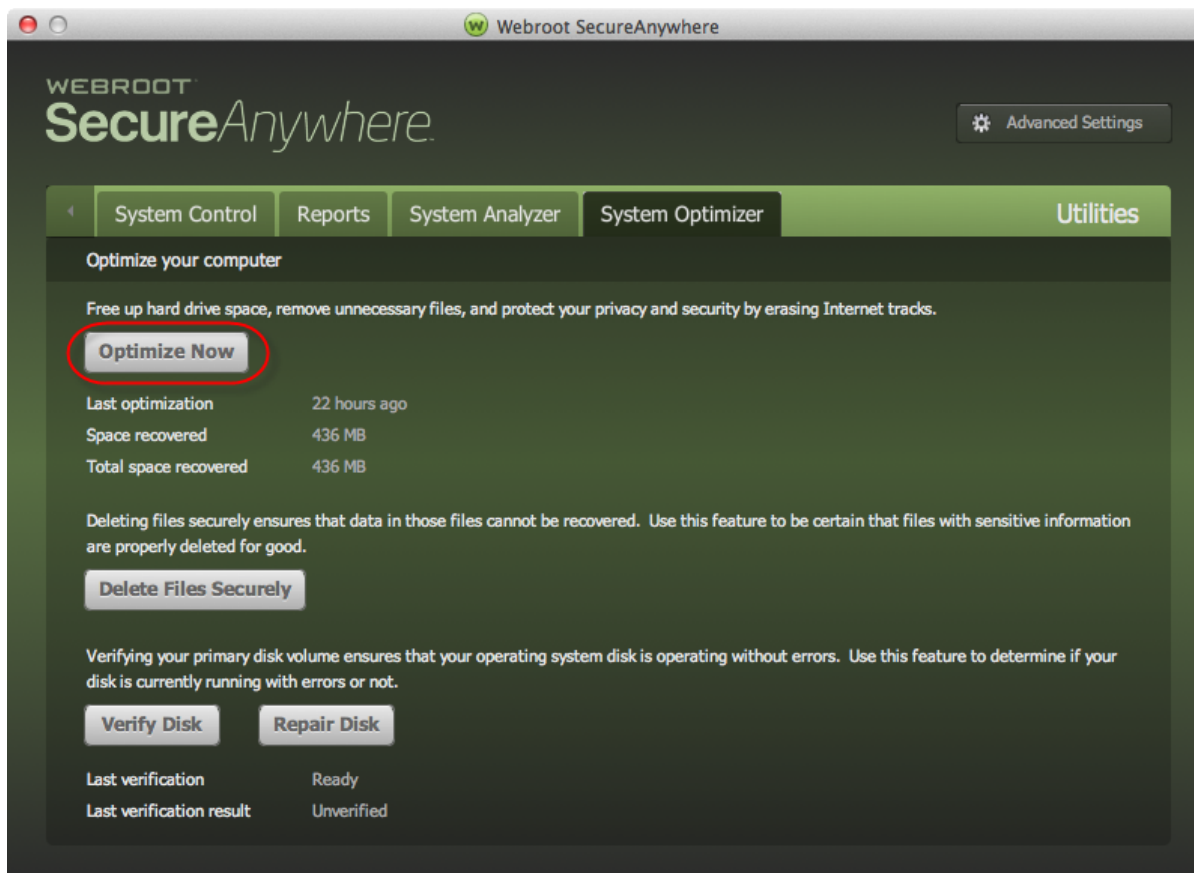 Webroot SecureAnywhere
WEBROOT
SecureAnywhere
Advanced Settings
System Control Reports System Analyzer System Optimizer Utilities
Optimize your computer
Free up hard drive space, remove unnecessary files, and protect your privacy and security by erasing Internet tracks.
Optimize Now
Last optimization 22 hours ago
Space recovered 436 MB
Total space recovered 436 MB
Deleting files securely ensures that data in those files cannot be recovered. Use this feature to be certain that files with sensitive information
are properly deleted for good.
Delete Files Securely
Verifying your primary disk volume ensures that your operating system disk is operating without errors. Use this feature to determine if your
disk is currently running with errors or not.
Verify Disk Repair Disk
Last verification Ready
Last verification result Unverified